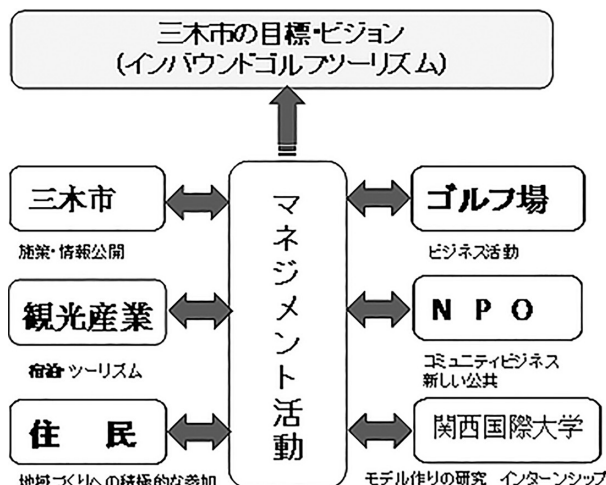 三木市の目標・ビジョン
(インバウンドゴルフツーリズム)
三木市
施策・情報公開
観光産業
宿泊・ツーリズム
住 民
地域づくりへの積極的な参加
マネジメント活動
ゴルフ場
ビジネス活動
N P O
コミュニティビジネス
新しい公共
関西国際大学
モデル作りの研究 インターンシップ